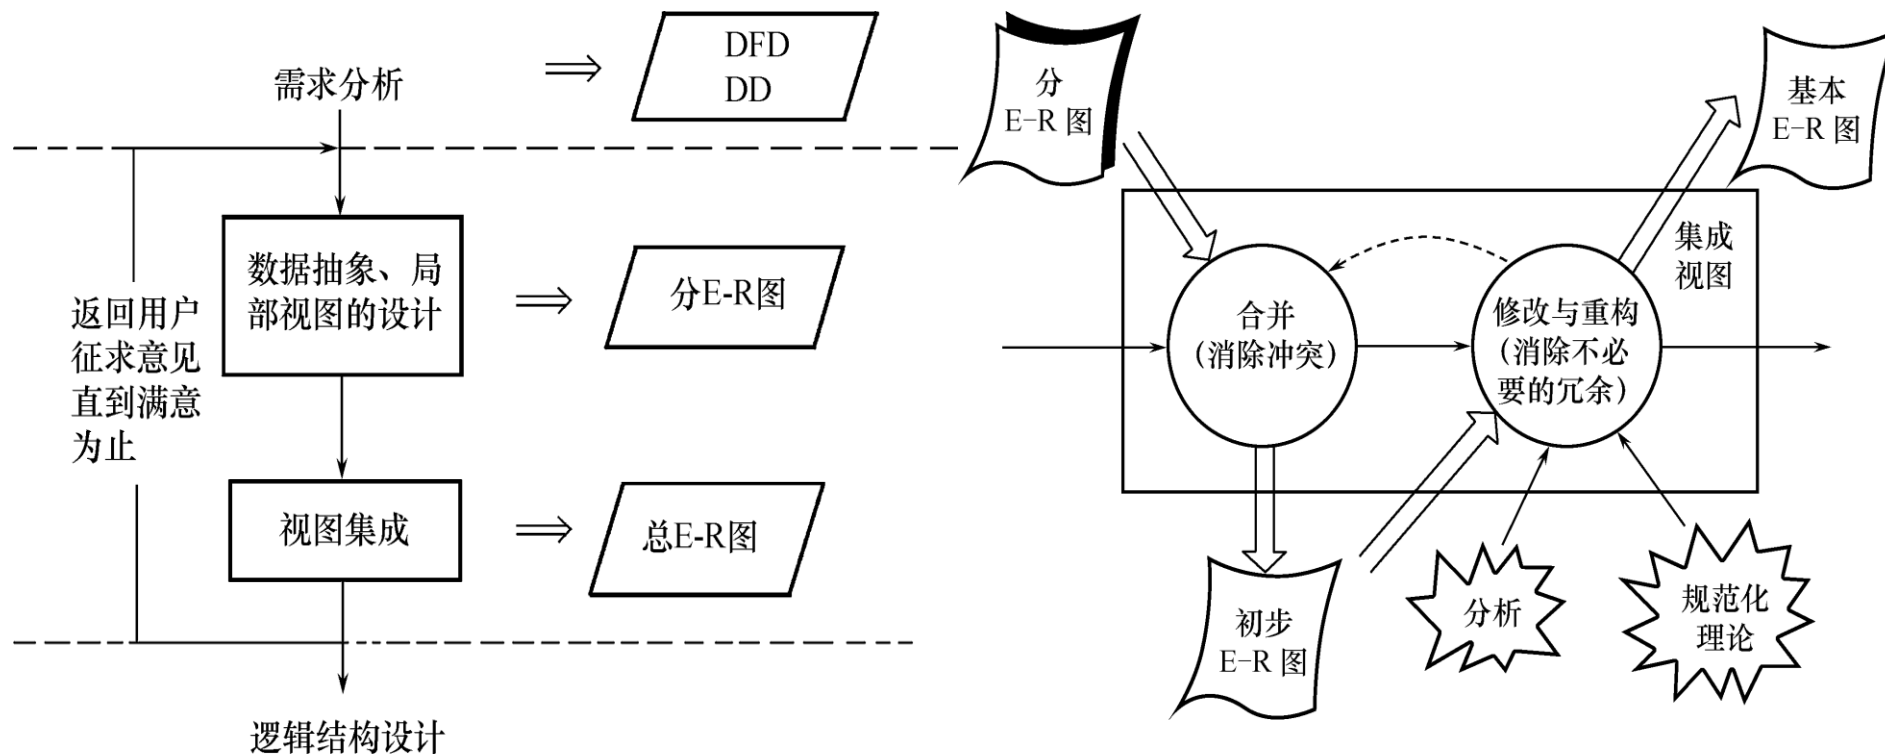 需求分析
DFD
DD
数据抽象、局
部视图的设计
分E-R图
返回用户
征求意见
直到满意
为止
视图集成
总E-R图
逻辑结构设计
分
E-R 图
基本
E-R 图
集成
视图
合并
（消除冲突）
修改与重构
（消除不必
要的冗余）
初步
E-R 图
分析
规范化
理论